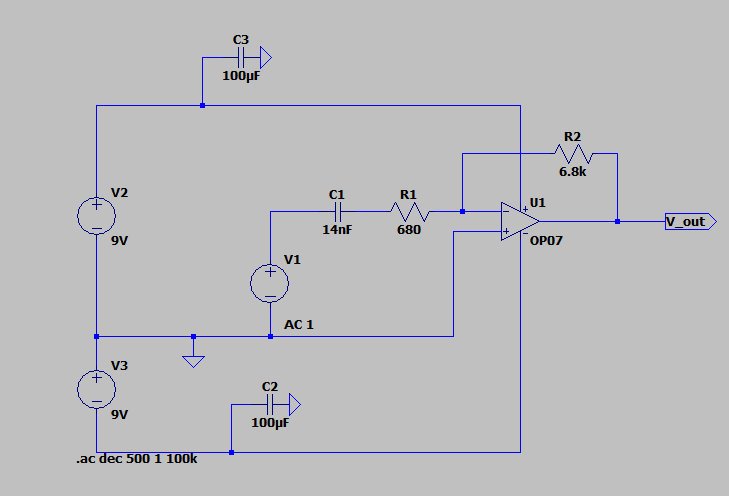 C3
100µF
R2
6.8k
V2
9V
C1
14nF
R1
680
U1
OP07
V_out
V1
AC 1
V3
9V
C2
100µF
.ac dec 500 1 100k